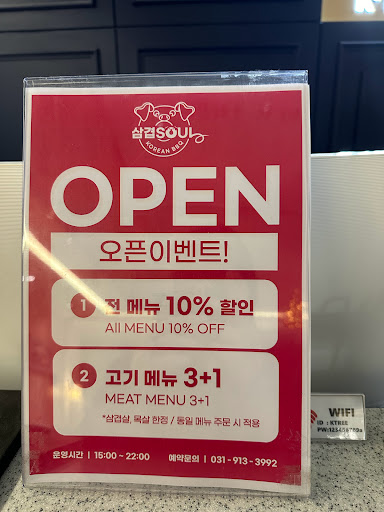 삼겹SOUL
KOREAN BBQ
OPEN
오픈이벤트!
1 전 메뉴 10% 할인
All MENU 10% OFF
2 고기 메뉴 3+1
MEAT MENU 3+1
*삼겹살, 목살 한정 / 동일 메뉴 주문 시 적용
운영시간 | 15:00 ~ 22:00 예약문의 | 031-913-3992
WIFI
ID : KTREE